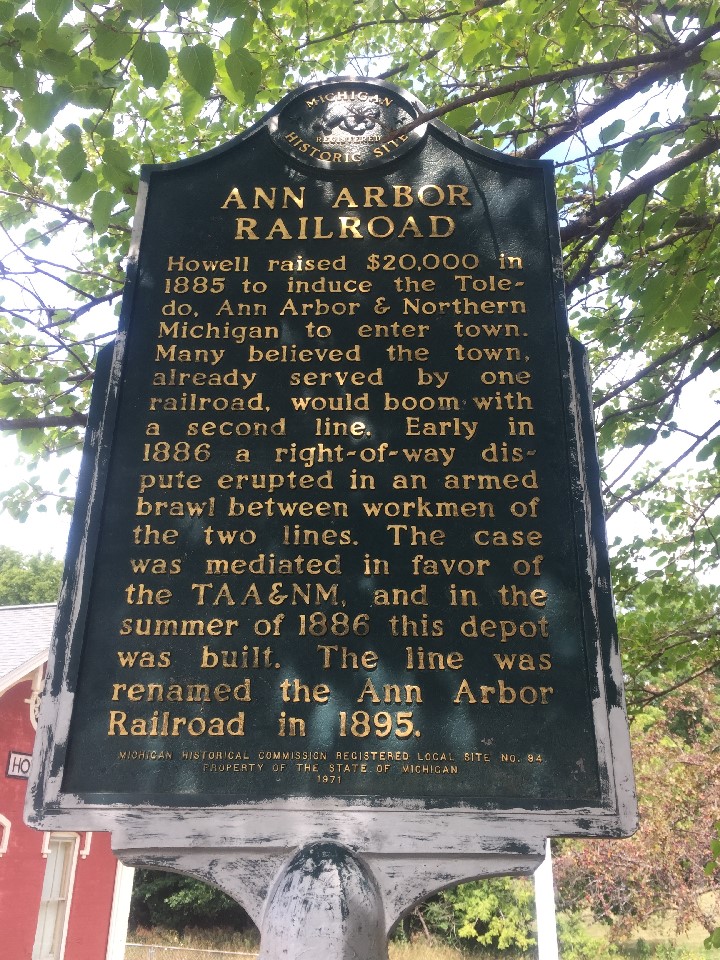 MICHIGAN
REGISTERED
HISTORIC SITE
ANN ARBOR
RAILROAD
Howell raised $20,000 in
1885 to induce the Tole-
do, Ann Arbor & Northern
Michigan to enter town.
Many believed the town,
already served by one
railroad, would boom with
a second line. Early in
1886 a right-of-way dis-
pute erupted in an armed
brawl between workmen of
the two lines. The case
was mediated in favor of
the TAA&NM, and in the
summer of 1886 this depot
was built. The line was
renamed the Ann Arbor
Railroad in 1895.
MICHIGAN HISTORICAL COMMISSION REGISTERED LOCAL SITE NO. 94
PROPERTY OF THE STATE OF MICHIGAN
1971
HO